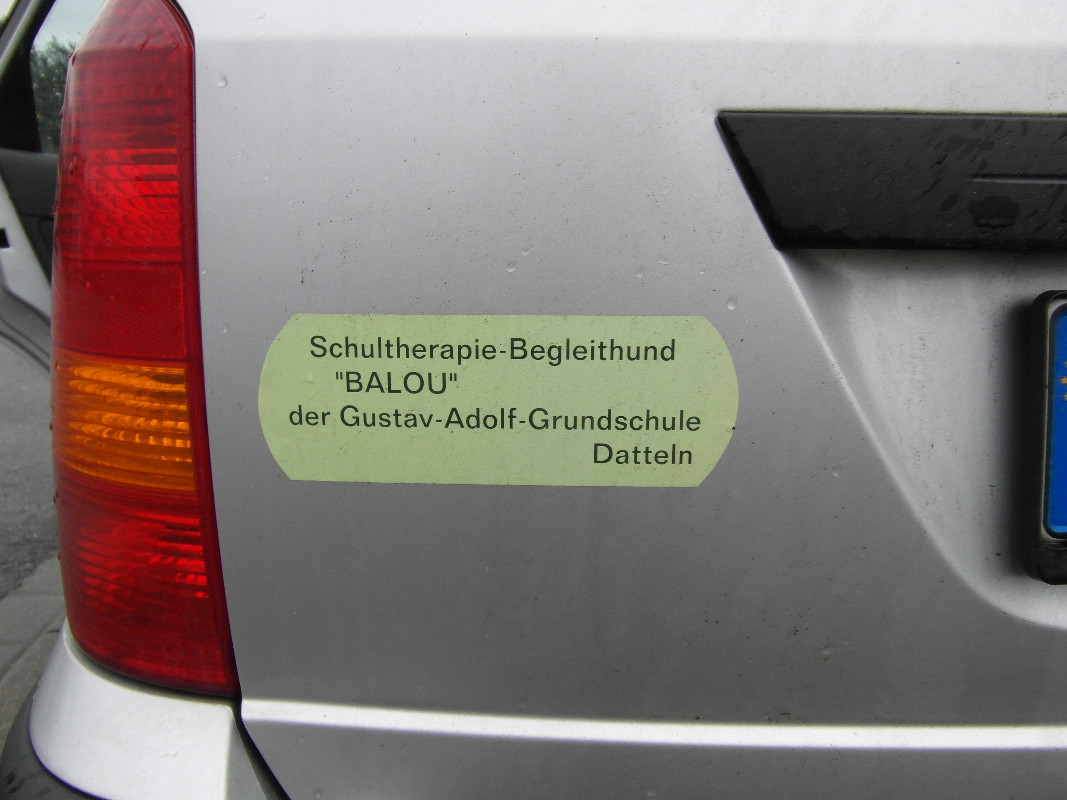 Schultherapie-Begleithund
"BALOU"
der Gustav-Adolf-Grundschule
Datteln